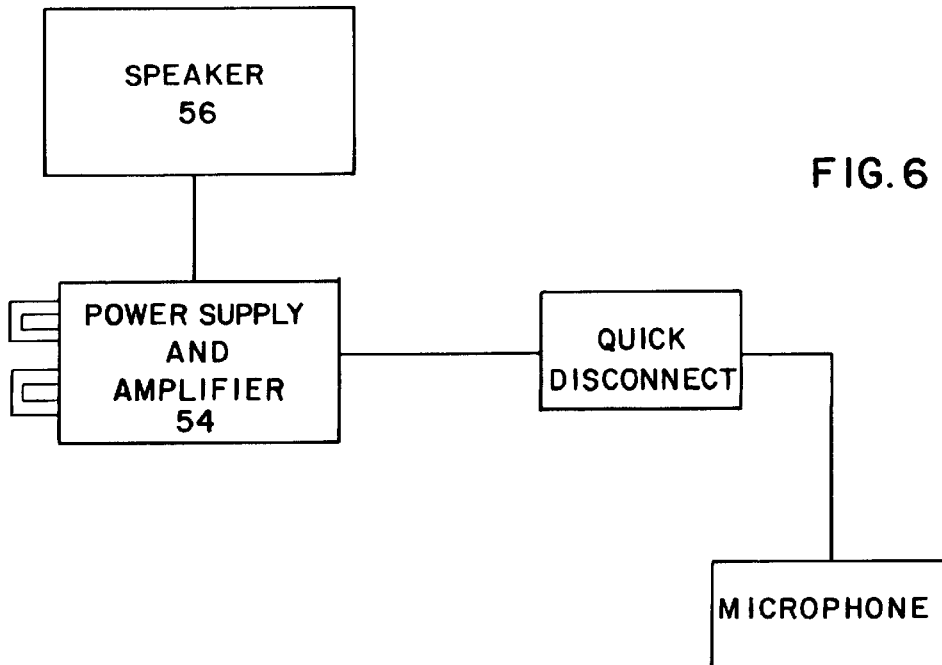 SPEAKER
56
FIG. 6
POWER SUPPLY
AND
AMPLIFIER
54
QUICK
DISCONNECT
MICROPHONE